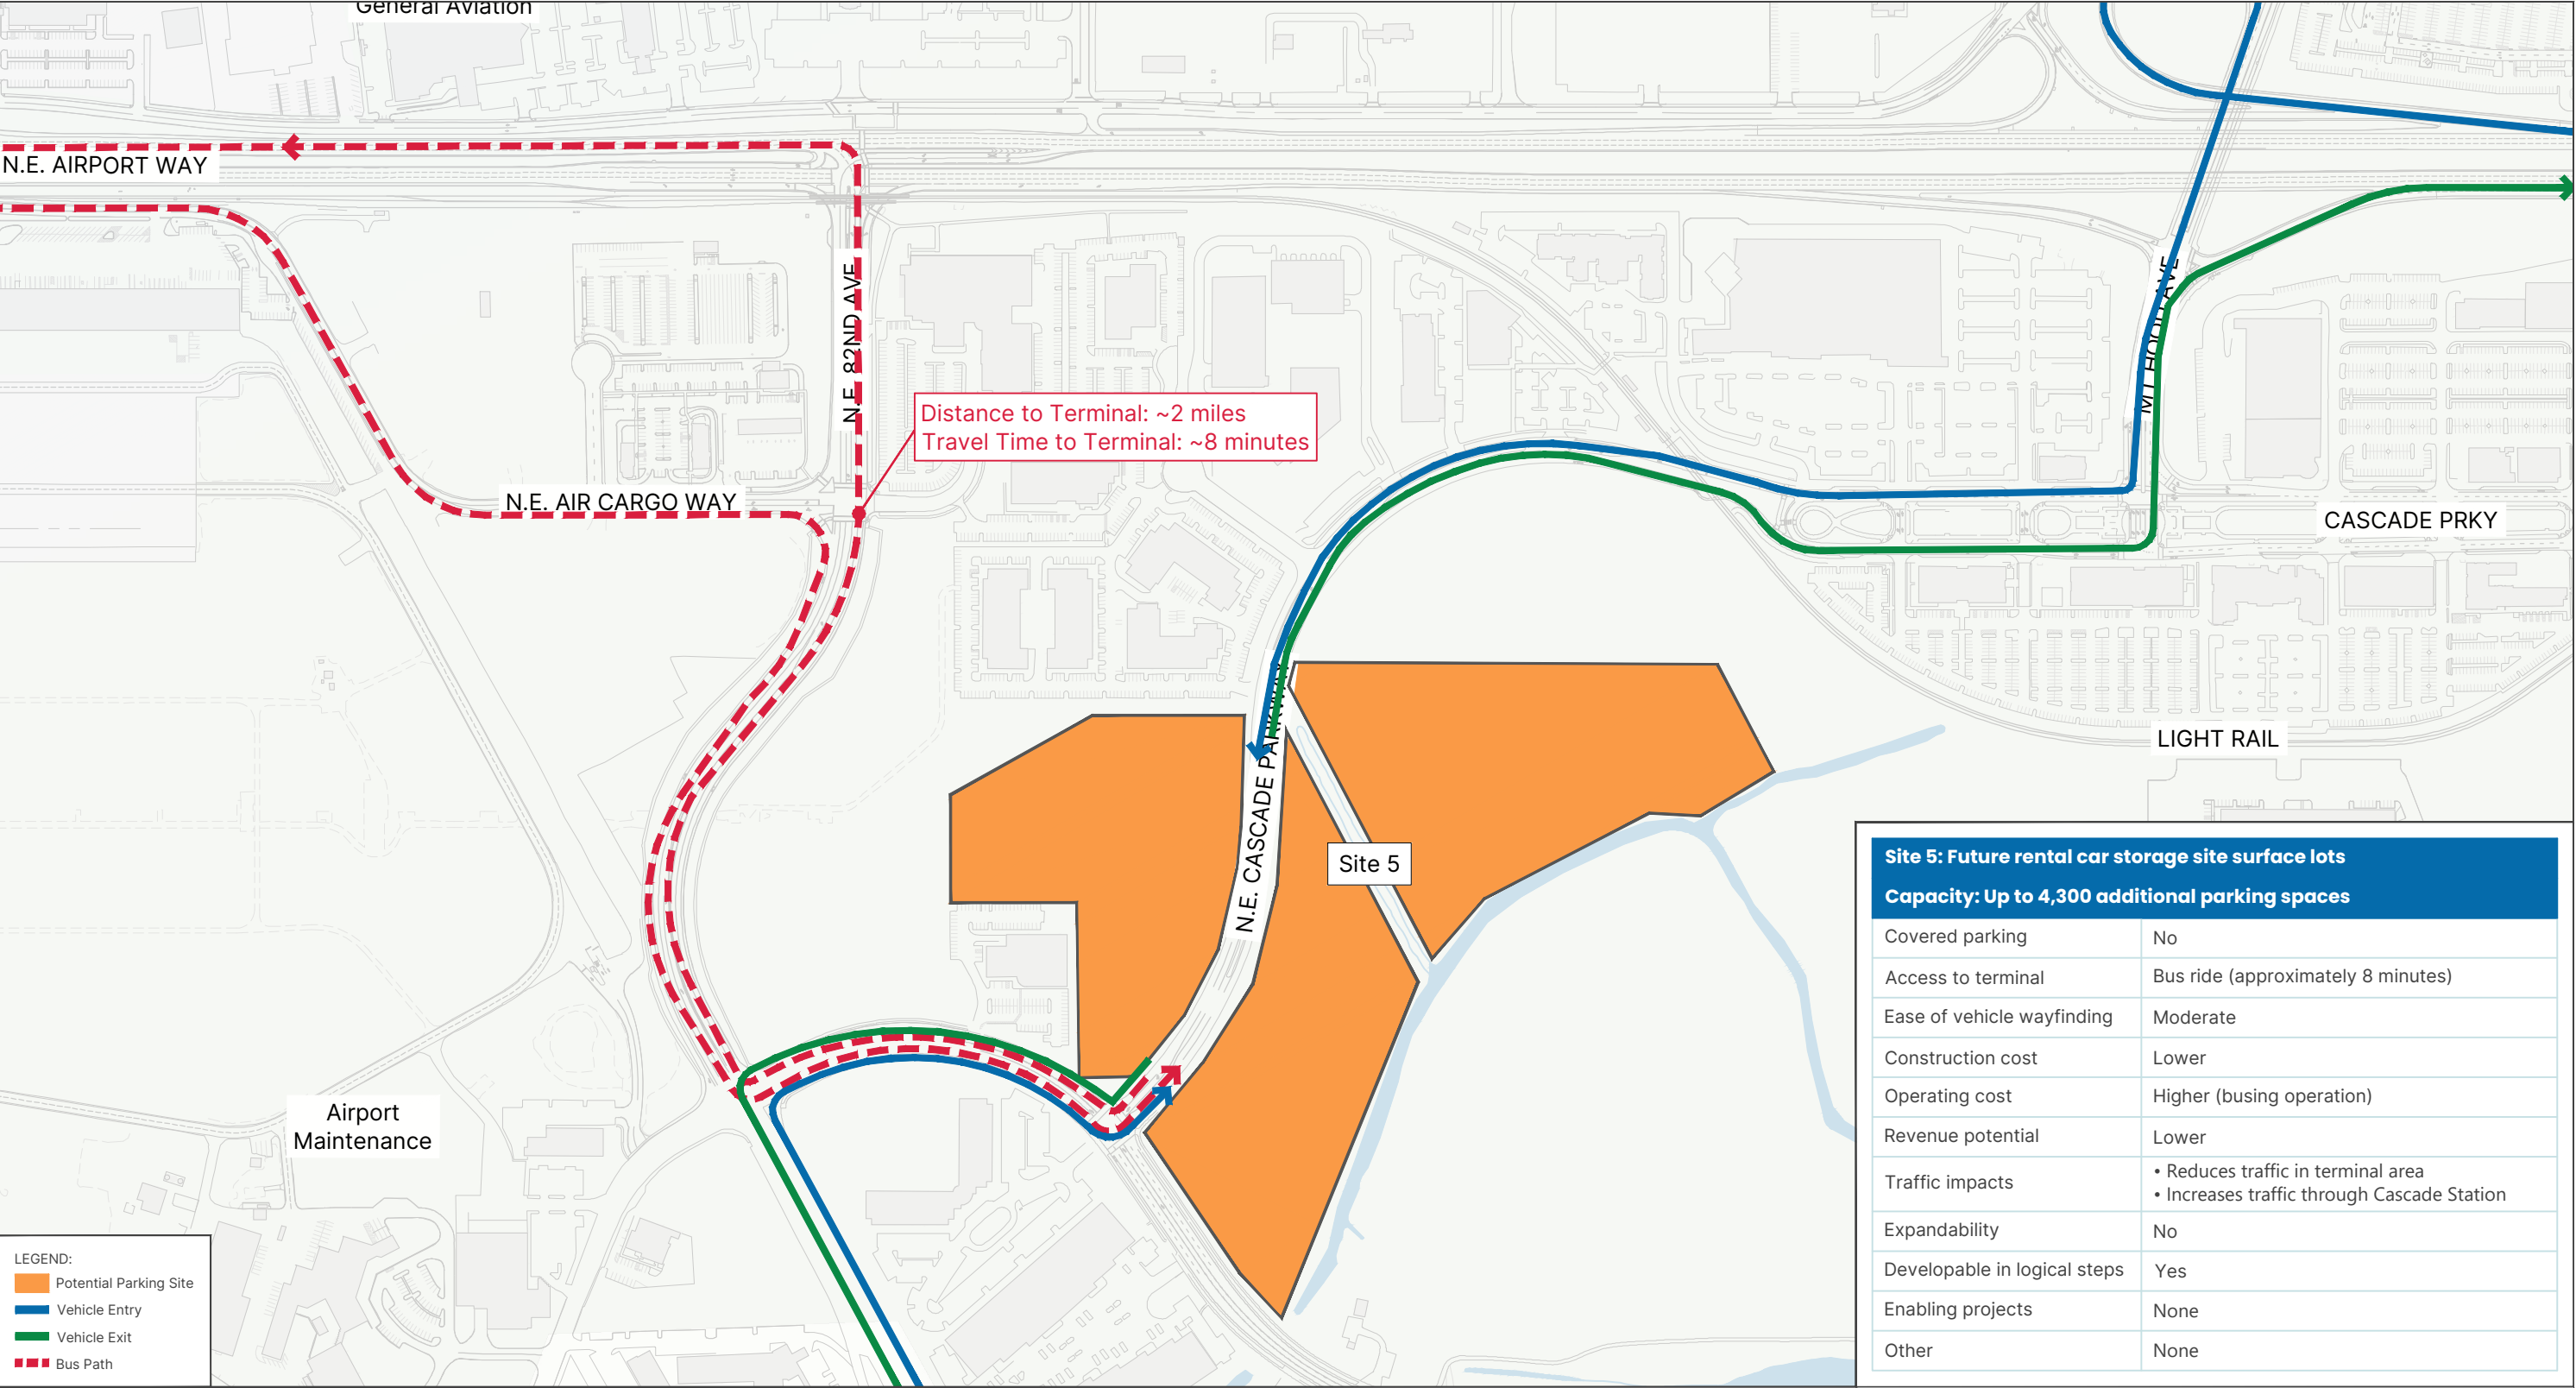 General Aviation
N.E. AIRPORT WAY
N.E. 82ND AVE
MT HOOD AVE
Distance to Terminal: ~2 miles
Travel Time to Terminal: ~8 minutes
N.E. AIR CARGO WAY
CASCADE PRKY
N.E. CASCADE PARKWAY
LIGHT RAIL
Site 5
Airport
Maintenance
Site 5: Future rental car storage site surface lots
Capacity: Up to 4,300 additional parking spaces
Covered parking No
Access to terminal Bus ride (approximately 8 minutes)
Ease of vehicle wayfinding Moderate
Construction cost Lower
Operating cost Higher (busing operation)
Revenue potential Lower
Traffic impacts • Reduces traffic in terminal area
• Increases traffic through Cascade Station
Expandability No
Developable in logical steps Yes
Enabling projects None
Other None
LEGEND:
Potential Parking Site
Vehicle Entry
Vehicle Exit
Bus Path